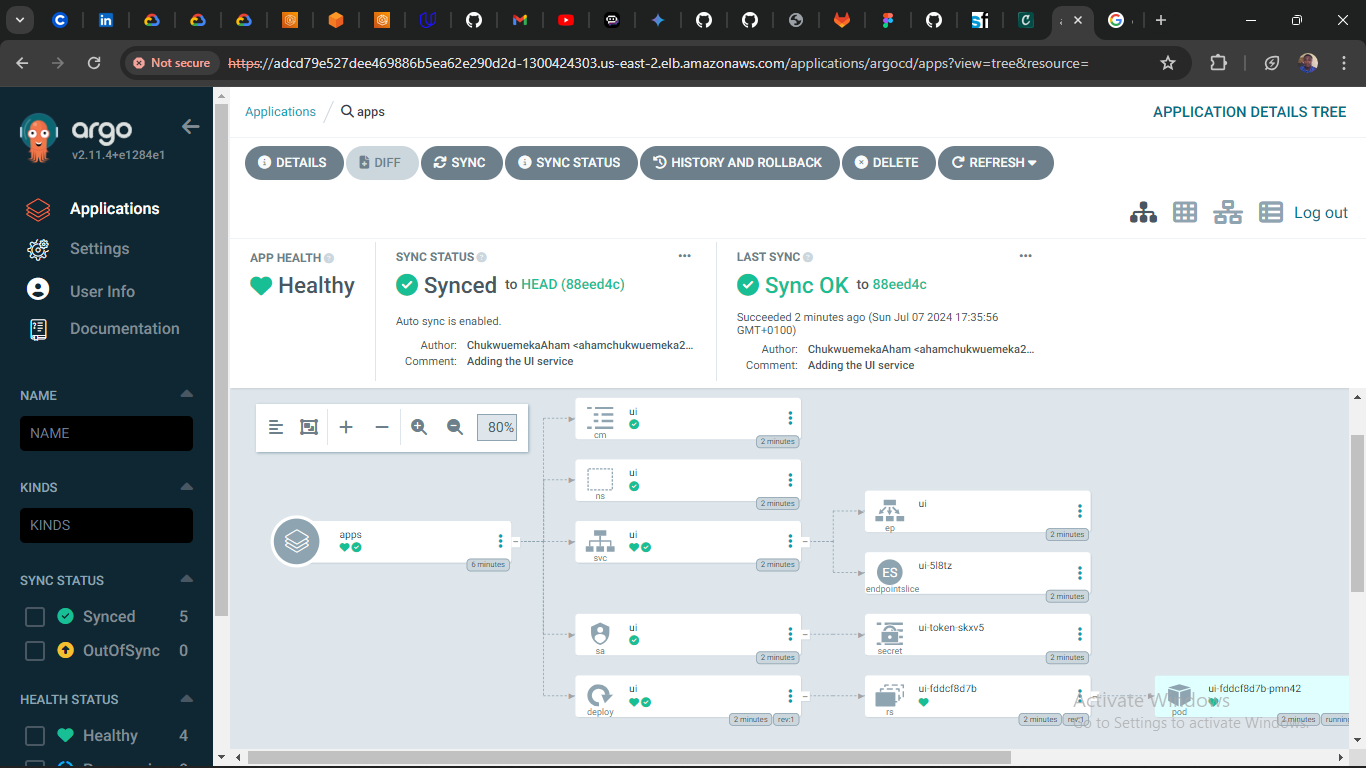 Not secure https://adcd79e527dee469886b5ea62e290d2d-1300424303.us-east-2.elb.amazonaws.com/applications/argocd/apps?view=tree&resource=
argo
v2.11.4+e1284e1
Applications
Settings
User Info
Documentation
NAME
NAME
KINDS
KINDS
SYNC STATUS
Synced 5
OutOfSync 0
HEALTH STATUS
Healthy 4
Applications / apps
APPLICATION DETAILS TREE
DETAILS DIFF SYNC SYNC STATUS HISTORY AND ROLLBACK DELETE REFRESH
Log out
APP HEALTH
Healthy
SYNC STATUS
Synced to HEAD (88eed4c)
Auto sync is enabled.
Author: ChukwuemekaAham <ahamchukwuemeka2...
Comment: Adding the UI service
LAST SYNC
Sync OK to 88eed4c
Succeeded 2 minutes ago (Sun Jul 07 2024 17:35:56
GMT+0100)
Author: ChukwuemekaAham <ahamchukwuemeka2...
Comment: Adding the UI service
80%
apps
6 minutes
ui
cm
2 minutes
ui
ns
2 minutes
ui
svc
2 minutes
ui
ep
2 minutes
ES
ui-5l8tz
endpointslice
2 minutes
ui
sa
2 minutes
ui-token-skxv5
secret
2 minutes
ui
deploy
2 minutes rev:1
ui-fddcf8d7b
rs
2 minutes rev:1
ui-fddcf8d7b-pmn42
pod
2 minutes runnin
Activate Windows
Go to Settings to activate Windows.